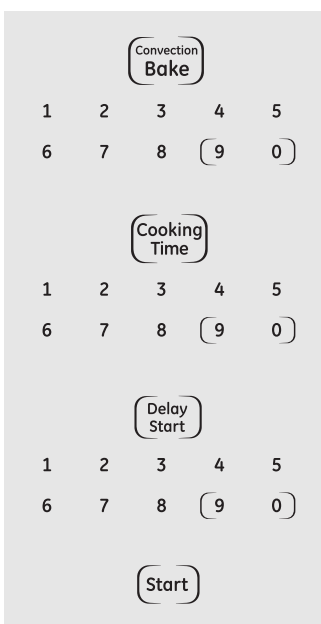 Convection
Bake
1 2 3 4 5
6 7 8 9 0
Cooking
Time
1 2 3 4 5
6 7 8 9 0
Delay
Start
1 2 3 4 5
6 7 8 9 0
Start